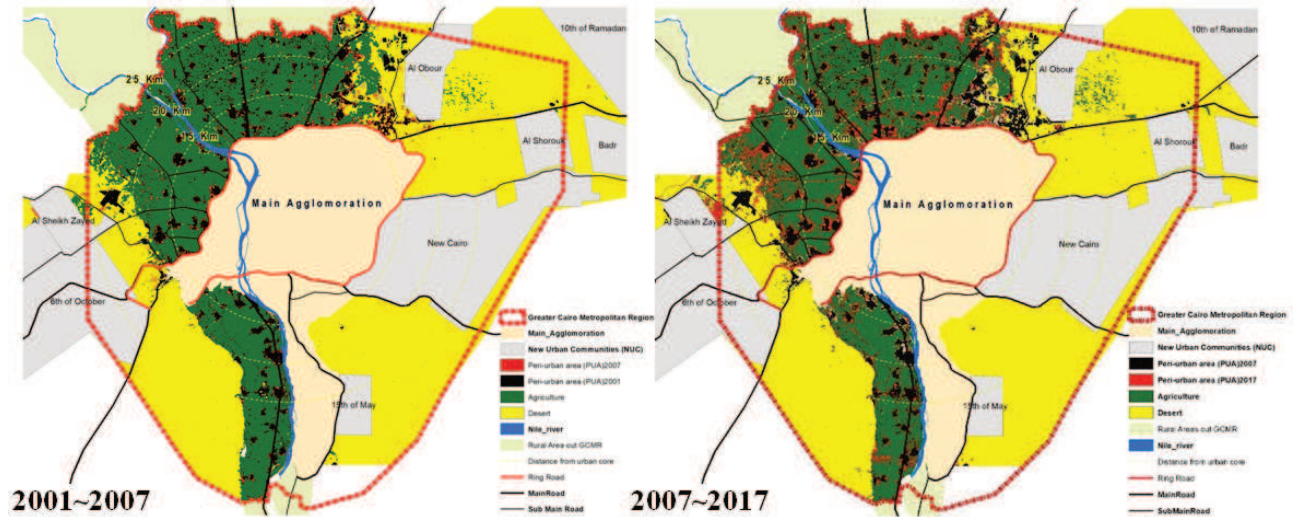 10th of Ramadan
Al Obour
25 Km
20 Km
15 Km
Al Shorouk
Badr
Main Agglomoration
Al Sheikh Zayed
New Cairo
6th of October
15th of May
Greater Cairo Metropolitan Region
Main_Agglomoration
New Urban Communities (NUC)
Peri-urban area (PUA)2007
Peri-urban area (PUA)2001
Agriculture
Desert
Nile_river
Rural Area out GCMR
Distance from urban core
Ring Road
MainRoad
Sub Main Road
2001~2007
10th of Ramadan
Al Obour
25 Km
20 Km
15 Km
Al Shorouk
Badr
Main Agglomoration
Al Sheikh Zayed
New Cairo
6th of October
15th of May
Greater Cairo Metropolitan Region
Main_Agglomoration
New Urban Communities (NUC)
Peri-urban area (PUA)2007
Peri-urban area (PUA)2017
Agriculture
Desert
Nile_river
Rural Areas out GCMR
Distance from urban core
Ring Road
MainRoad
SubMainRoad
2007~2017